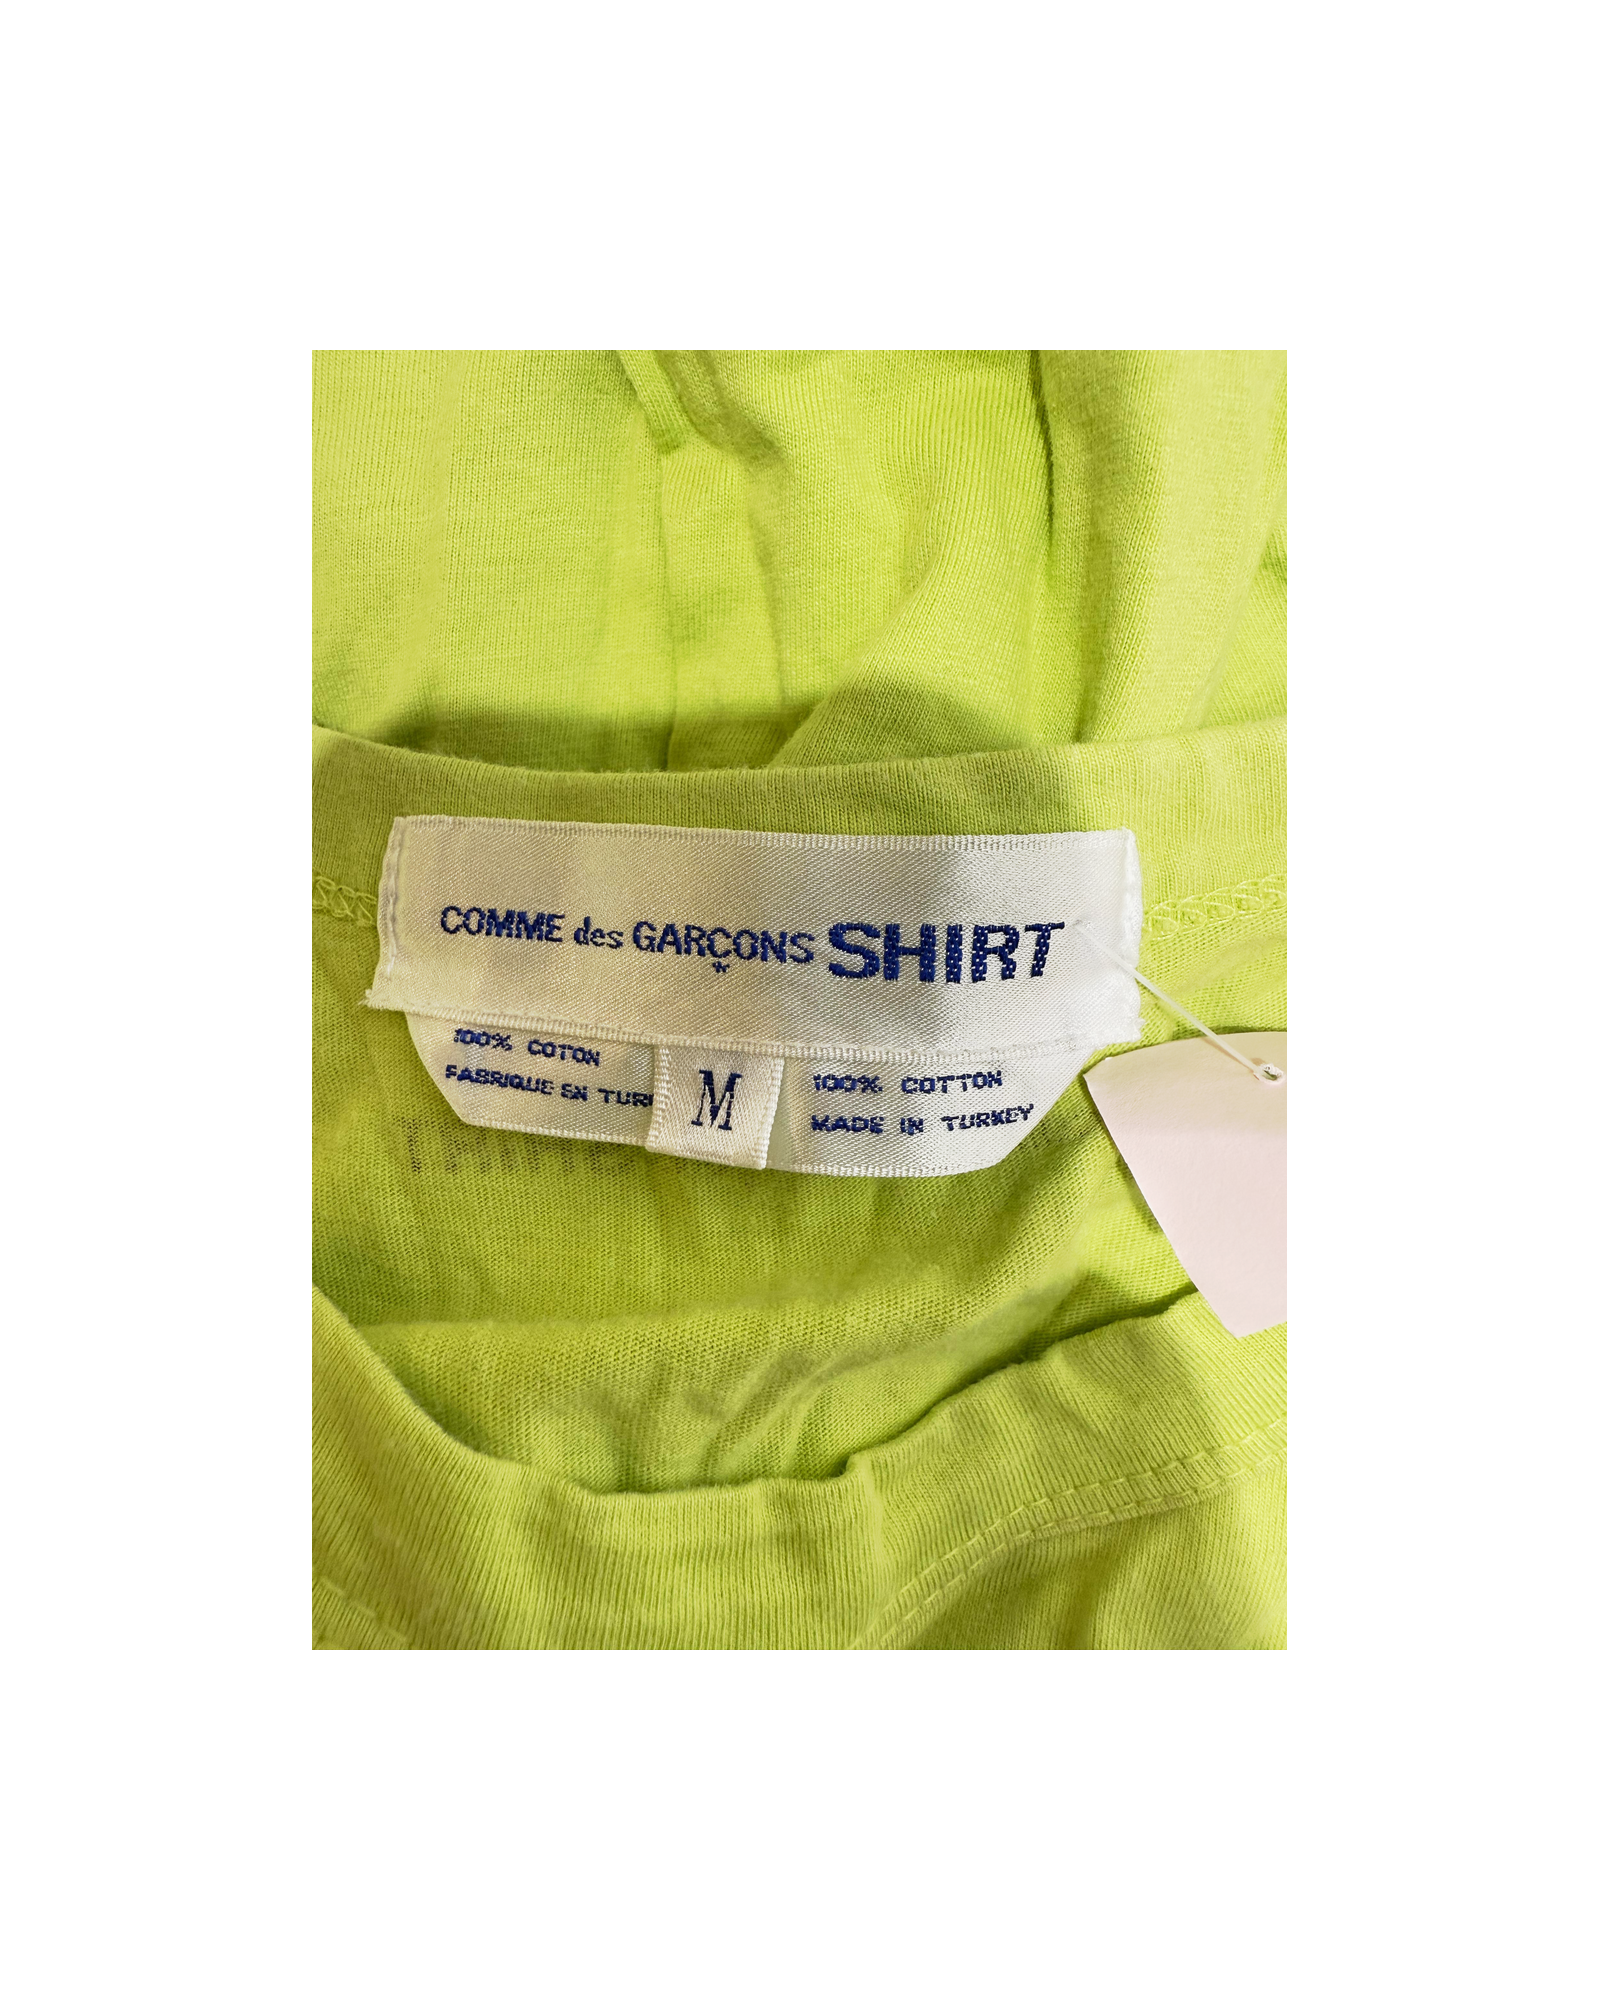 COMME des GARÇONS SHIRT
100% COTON
FABRIQUE EN TUR
M
100% COTTON
MADE IN TURKEY